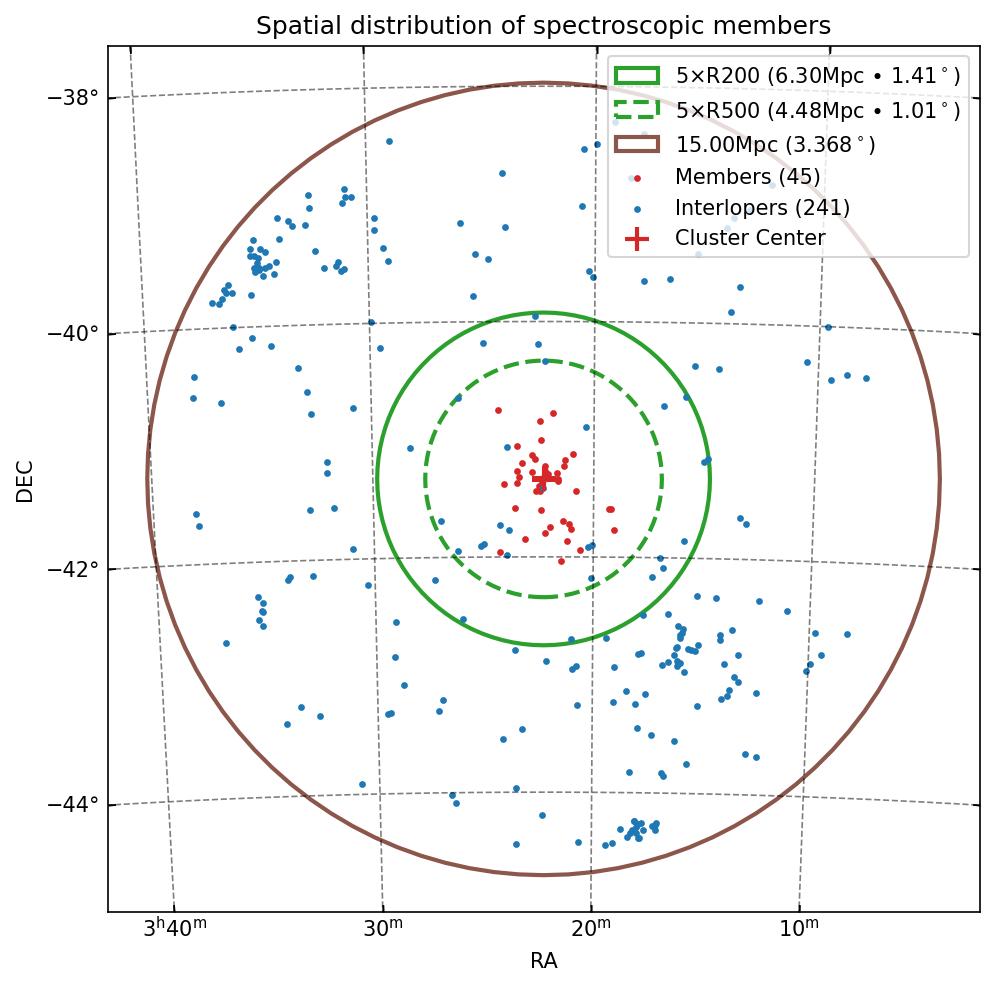 Spatial distribution of spectroscopic members
5×R200 (6.30Mpc • 1.41°)
5×R500 (4.48Mpc • 1.01°)
15.00Mpc (3.368°)
Members (45)
Interlopers (241)
Cluster Center
−38°
−40°
−42°
−44°
DEC
3ʰ40ᵐ
30ᵐ
20ᵐ
10ᵐ
RA